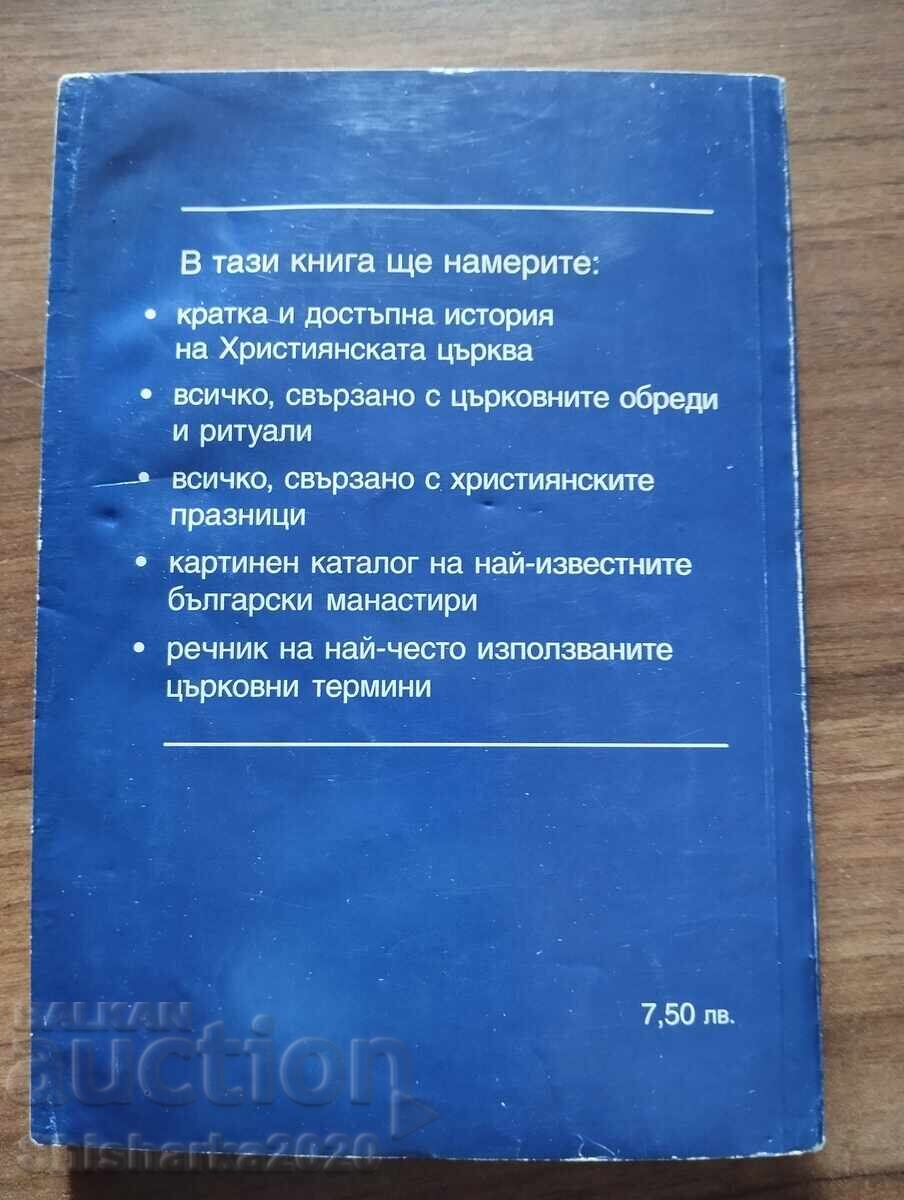 В тази книга ще намерите:
• кратка и достъпна история
на Християнската църква
• всичко, свързано с църковните обреди
и ритуали
• всичко, свързано с християнските
празници
• картинен каталог на най-известните
български манастири
• речник на най-често използваните
църковни термини
7,50 лв.
BALKAN
auction
shisharka2020